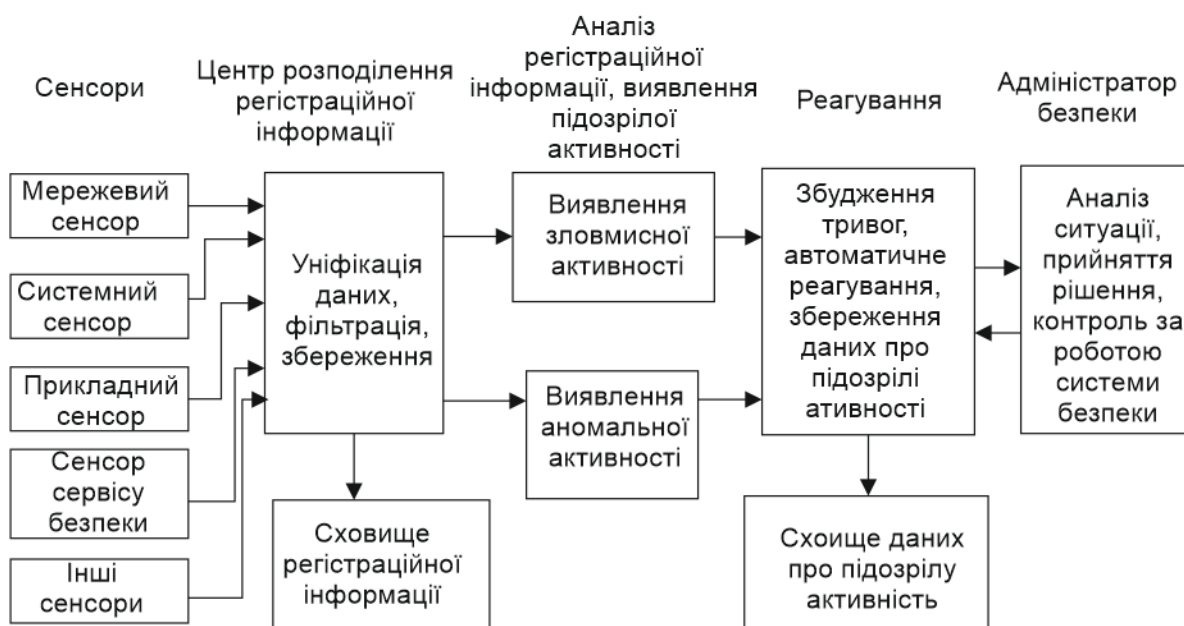 Сенсори
Центр розподілення
регістраційної
інформації
Аналіз
регістраційної
інформації, виявлення
підозрілої
активності
Реагування
Адміністратор
безпеки
Мережевий
сенсор
Системний
сенсор
Прикладний
сенсор
Сенсор
сервісу
безпеки
Інші
сенсори
Уніфікація
даних,
фільтрація,
збереження
Сховище
регістраційної
інформації
Виявлення
зловмисної
активності
Виявлення
аномальної
активності
Збудження
тривог,
автоматичне
реагування,
збереження
даних про
підозрілі
ативності
Схоище даних
про підозрілу
активність
Аналіз
ситуації,
прийняття
рішення,
контроль за
роботою
системи
безпеки